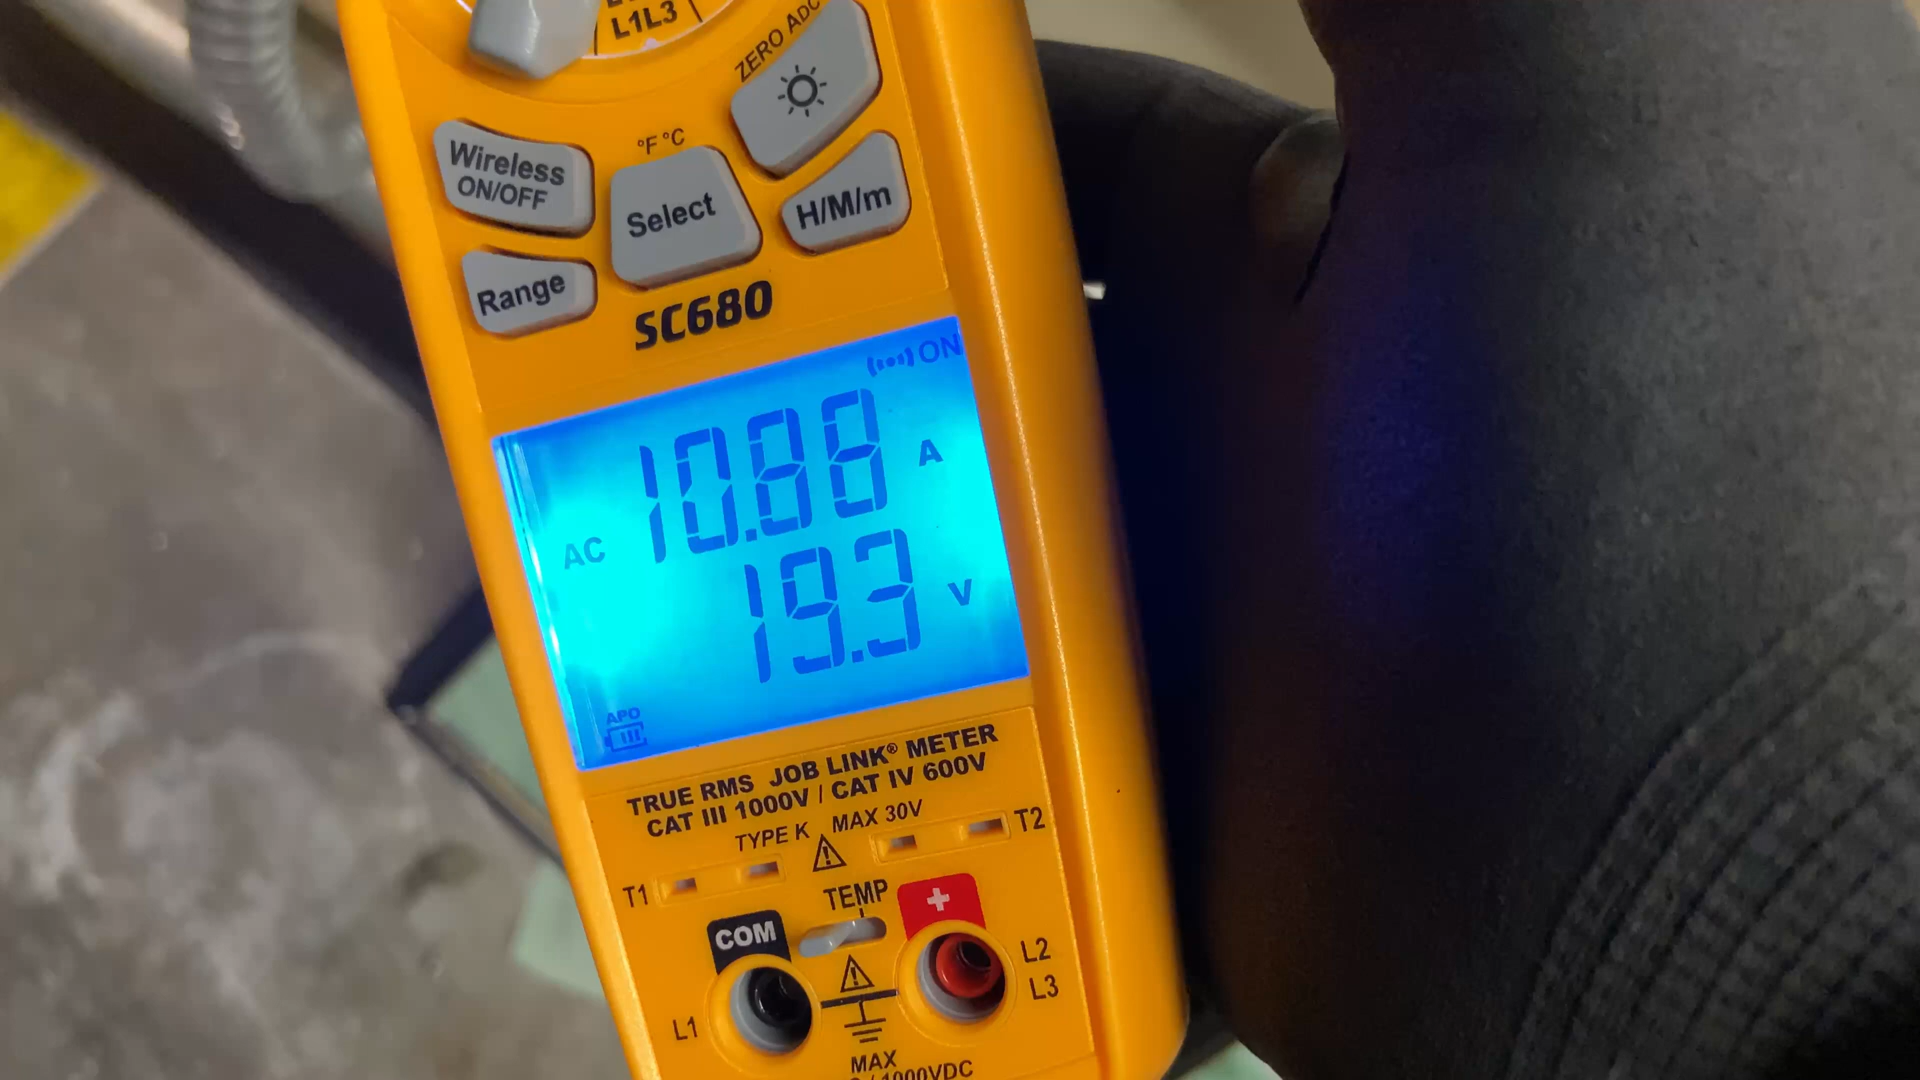 L1L3
ZERO ADC
Wireless
ON/OFF
°F °C
Select
H/M/m
Range
SC680
ON
AC 10.88 A
19.3 V
APO
TRUE RMS JOB LINK® METER
CAT III 1000V / CAT IV 600V
TYPE K MAX 30V
T1
T2
TEMP
COM
+
L1
L2
L3
MAX
/ 1000VDC